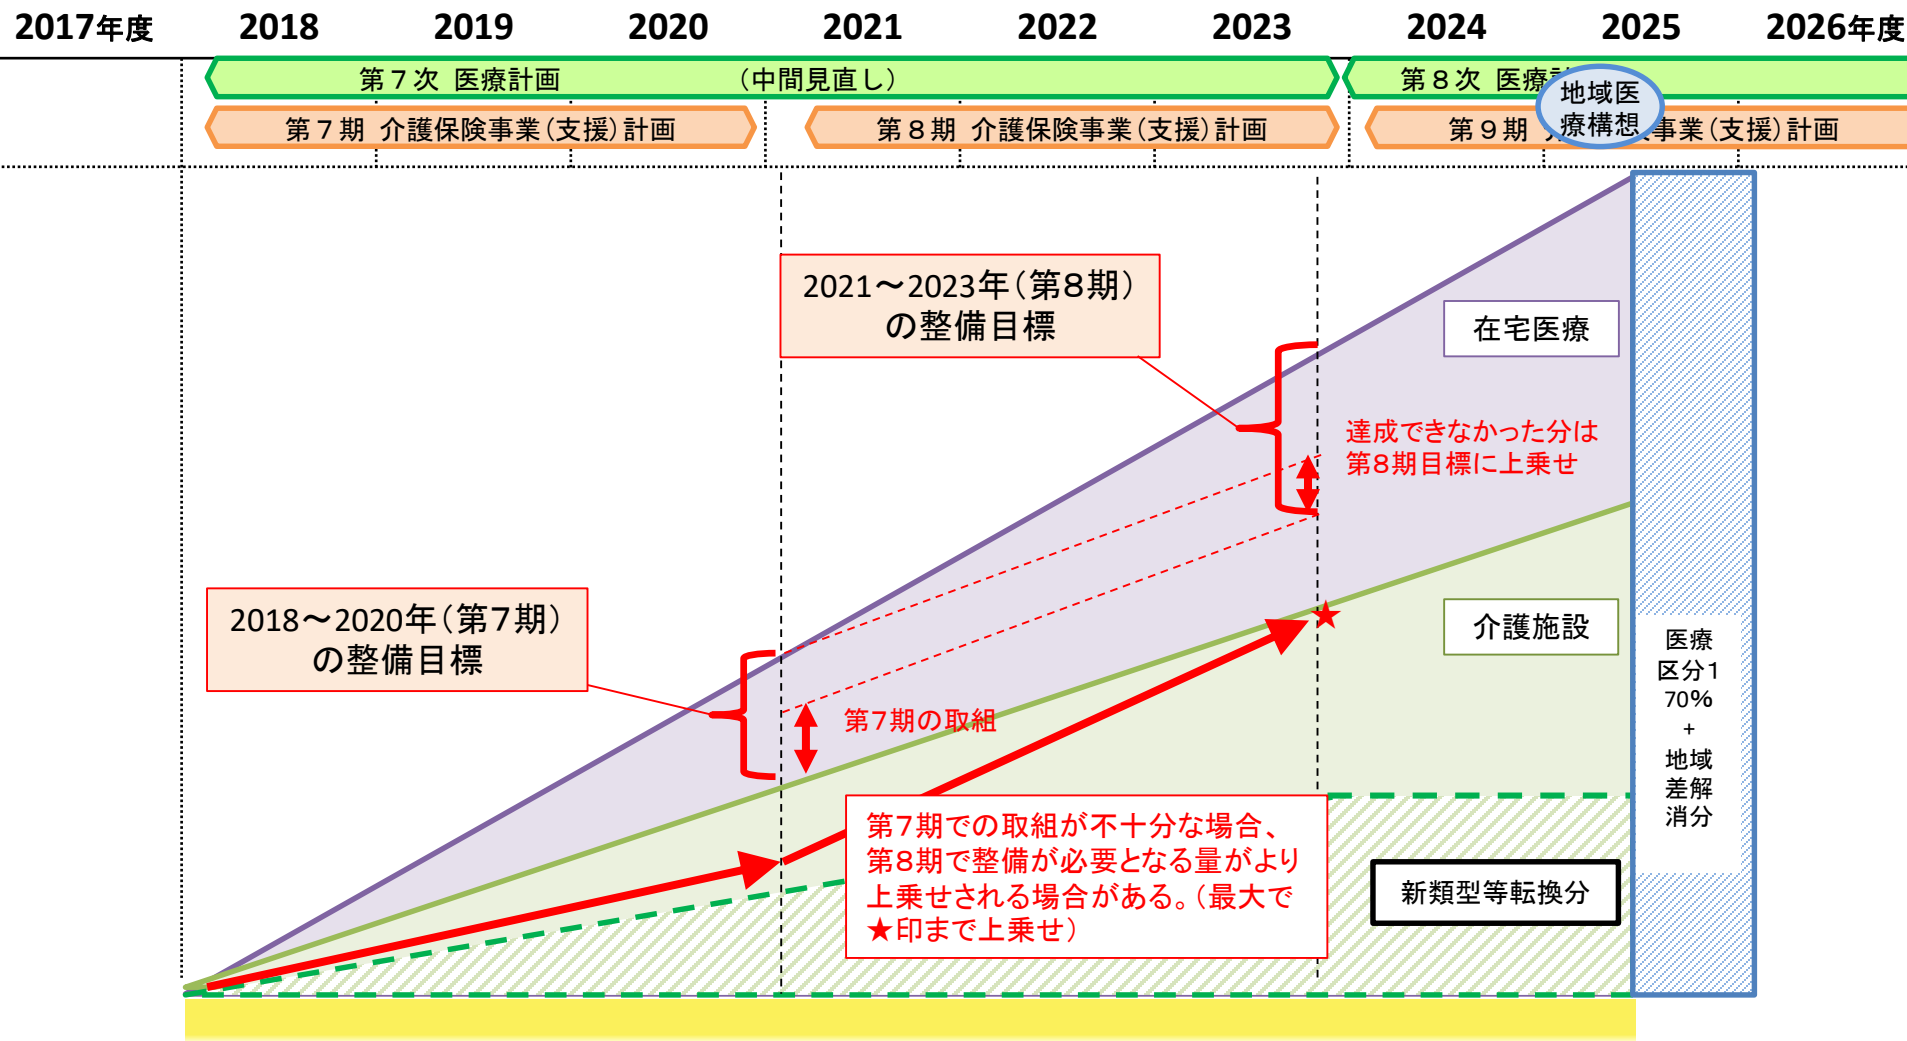 2017年度 2018 2019 2020 2021 2022 2023 2024 2025 2026年度
第７次 医療計画 （中間見直し）
第８次 医療
地域医
療構想
第７期 介護保険事業（支援）計画
第８期 介護保険事業（支援）計画
第９期 事業（支援）計画
2021～2023年（第８期）
の整備目標
在宅医療
達成できなかった分は
第８期目標に上乗せ
2018～2020年（第７期）
の整備目標
介護施設
第７期の取組
医療
区分1
70%
+
地域
差解
消分
第７期での取組が不十分な場合、
第８期で整備が必要となる量がより
上乗せされる場合がある。（最大で
★印まで上乗せ）
新類型等転換分